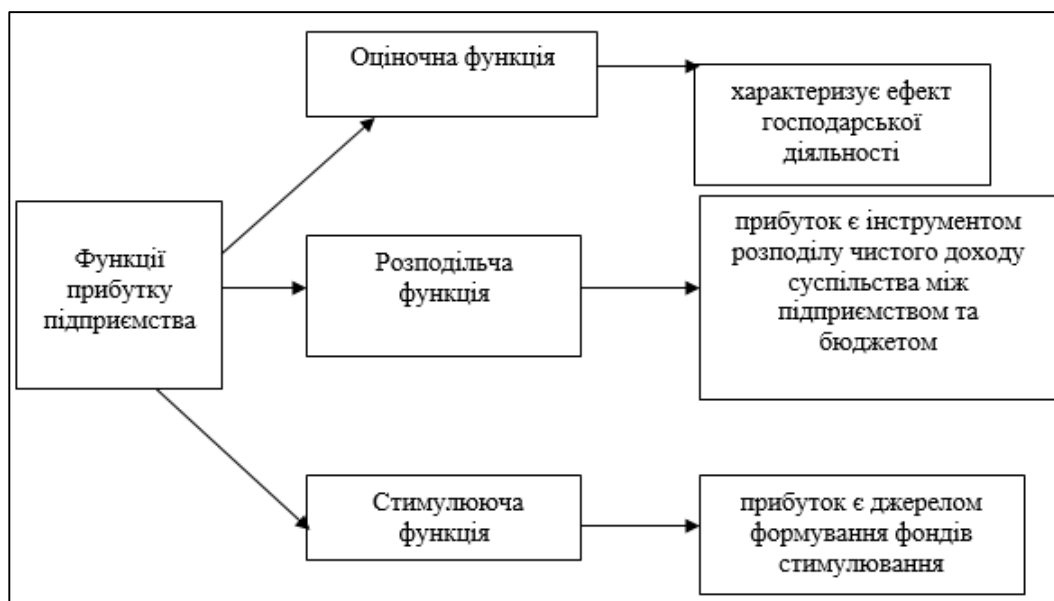 Оціночна функція
характеризує ефект
господарської
діяльності
Функції
прибутку
підприємства
Розподільча
функція
прибуток є інструментом
розподілу чистого доходу
суспільства між
підприємством та
бюджетом
Стимулююча
функція
прибуток є джерелом
формування фондів
стимулювання